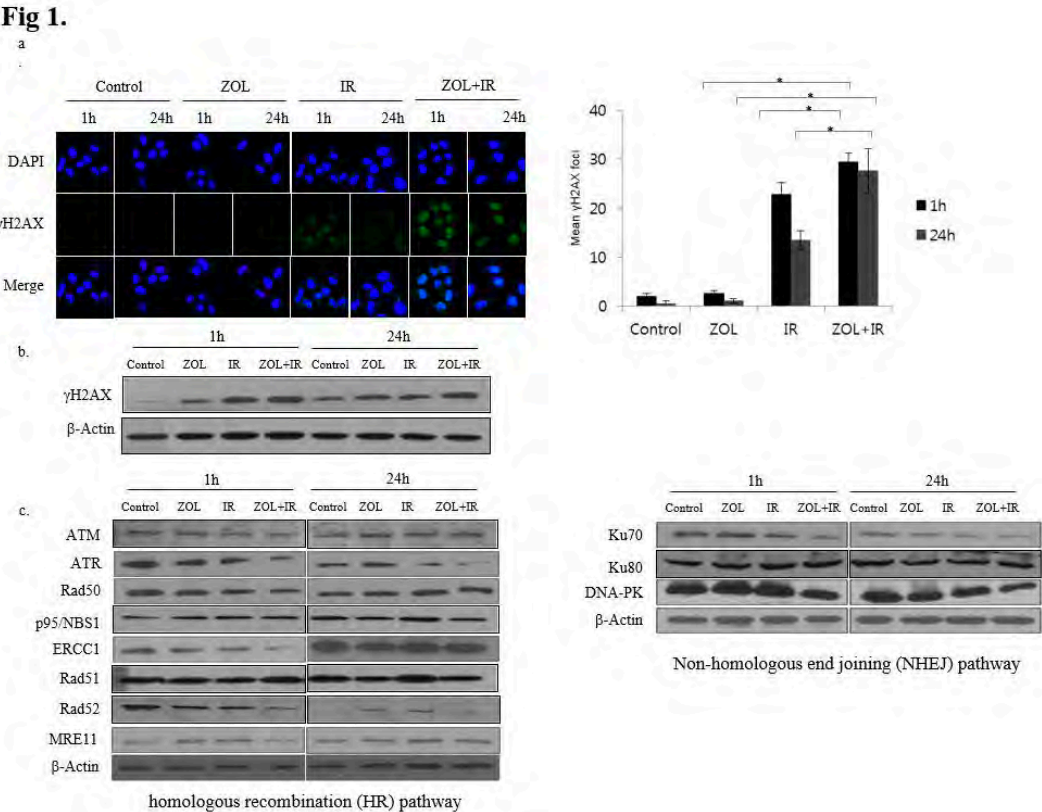 Fig 1.
a
.
Control ZOL IR ZOL+IR
1h 24h 1h 24h 1h 24h 1h 24h
DAPI
γH2AX
Merge
* * * *
40
30
20
10
0
Mean γH2AX foci
Control ZOL IR ZOL+IR
1h
24h
b.
1h 24h
Control ZOL IR ZOL+IR Control ZOL IR ZOL+IR
γH2AX
β-Actin
c.
1h 24h
Control ZOL IR ZOL+IR Control ZOL IR ZOL+IR
ATM
ATR
Rad50
p95/NBS1
ERCC1
Rad51
Rad52
MRE11
β-Actin
homologous recombination (HR) pathway
1h 24h
Control ZOL IR ZOL+IR Control ZOL IR ZOL+IR
Ku70
Ku80
DNA-PK
β-Actin
Non-homologous end joining (NHEJ) pathway